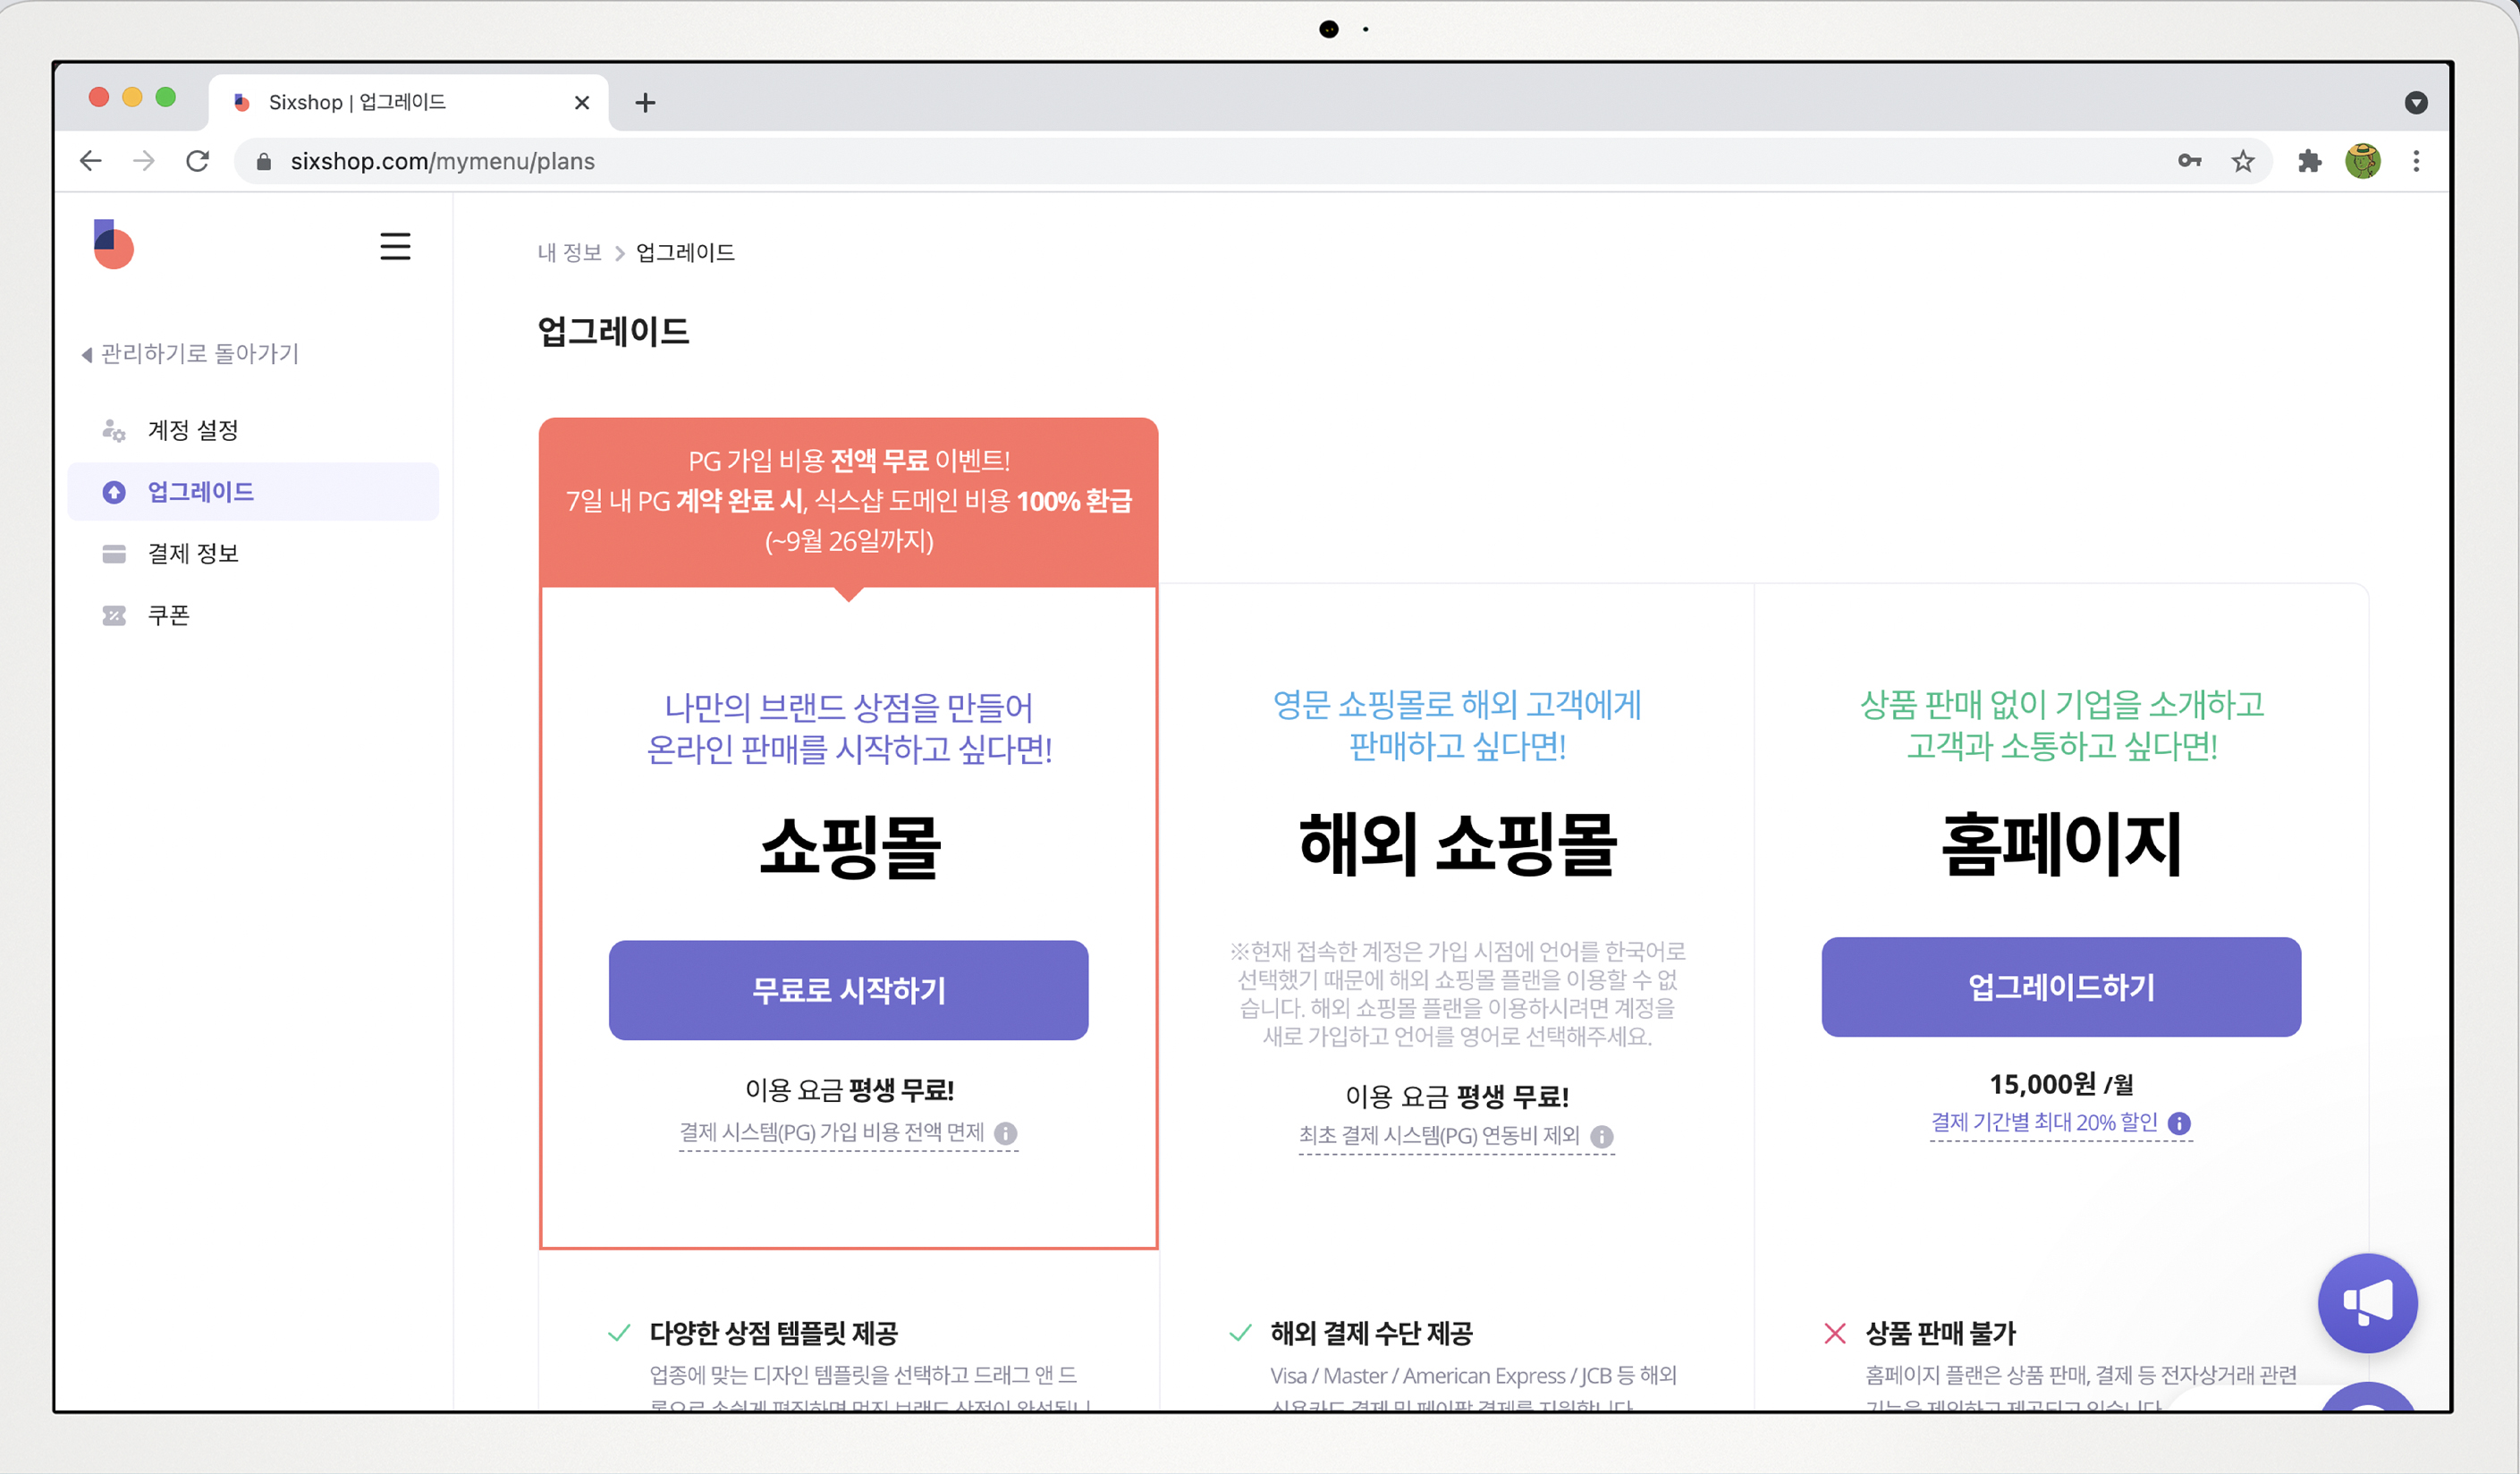 Sixshop | 업그레이드
sixshop.com/mymenu/plans
내 정보 > 업그레이드
업그레이드
관리하기로 돌아가기
계정 설정
업그레이드
결제 정보
쿠폰
PG 가입 비용 전액 무료 이벤트!
7일 내 PG 계약 완료 시, 식스샵 도메인 비용 100% 환급
(~9월 26일까지)
나만의 브랜드 상점을 만들어
온라인 판매를 시작하고 싶다면!
쇼핑몰
무료로 시작하기
이용 요금 평생 무료!
결제 시스템(PG) 가입 비용 전액 면제
다양한 상점 템플릿 제공
업종에 맞는 디자인 템플릿을 선택하고 드래그 앤 드
영문 쇼핑몰로 해외 고객에게
판매하고 싶다면!
해외 쇼핑몰
※현재 접속한 계정은 가입 시점에 언어를 한국어로
선택했기 때문에 해외 쇼핑몰 플랜을 이용할 수 없
습니다. 해외 쇼핑몰 플랜을 이용하시려면 계정을
새로 가입하고 언어를 영어로 선택해주세요.
이용 요금 평생 무료!
최초 결제 시스템(PG) 연동비 제외
해외 결제 수단 제공
Visa / Master / American Express / JCB 등 해외
상품 판매 없이 기업을 소개하고
고객과 소통하고 싶다면!
홈페이지
업그레이드하기
15,000원 /월
결제 기간별 최대 20% 할인
상품 판매 불가
홈페이지 플랜은 상품 판매, 결제 등 전자상거래 관련